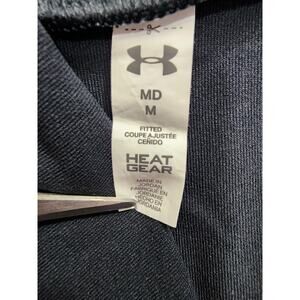 MD
M
FITTED
COUPE AJUSTÉE
CEÑIDO
HEAT
GEAR
MADE IN
JORDAN
FABRIQUÉ EN
JORDANIE
HECHO EN
JORDANIA